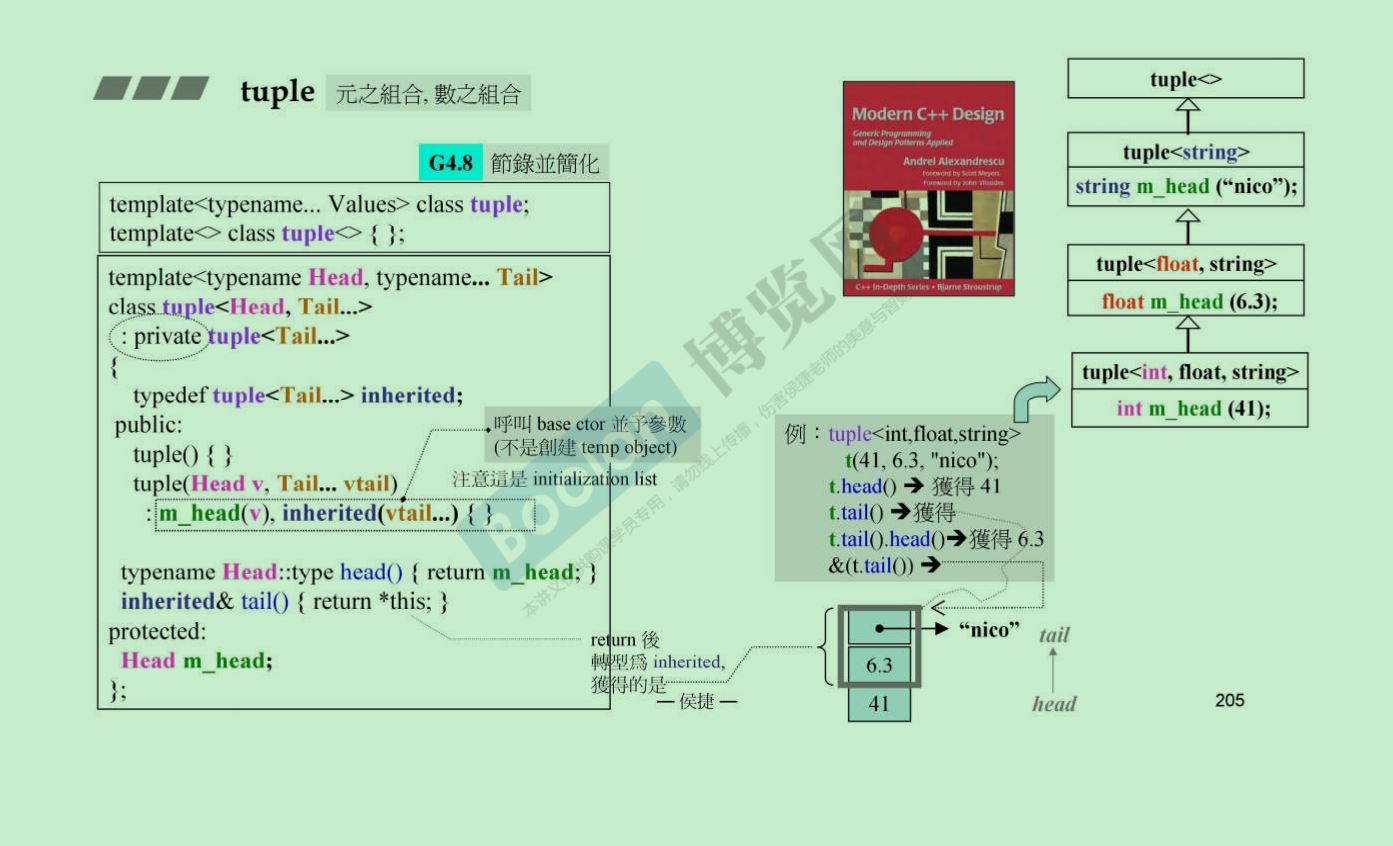 tuple 元之組合, 數之組合
G4.8 節錄並簡化
template<typename... Values> class tuple;
template<> class tuple<> { };
template<typename Head, typename... Tail>
class tuple<Head, Tail...>
: private tuple<Tail...>
{
typedef tuple<Tail...> inherited;
public:
tuple() { }
tuple(Head v, Tail... vtail)
: m_head(v), inherited(vtail...) { }
typename Head::type head() { return m_head; }
inherited& tail() { return *this; }
protected:
Head m_head;
};
呼叫 base ctor 並予參數
(不是創建 temp object)
注意這是 initialization list
return 後
轉型爲 inherited,
獲得的是
— 侯捷 —
Modern C++ Design
Generic Programming
and Design Patterns Applied
Andrei Alexandrescu
Foreword by Scott Meyers
Foreword by John Vlissides
C++ In-Depth Series • Bjarne Stroustrup
例：tuple<int,float,string>
t(41, 6.3, "nico");
t.head() ➔ 獲得 41
t.tail() ➔獲得
t.tail().head()➔獲得 6.3
&(t.tail()) ➔
“nico”
6.3
41
tail
head
tuple<>
tuple<string>
string m_head (“nico”);
tuple<float, string>
float m_head (6.3);
tuple<int, float, string>
int m_head (41);
205
Boolan 博览网